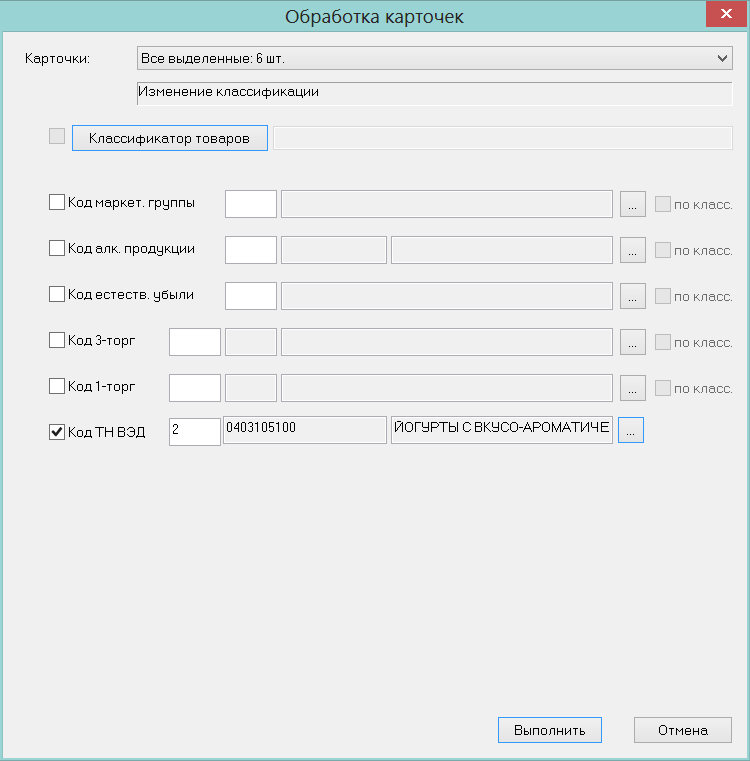 Обработка карточек
Карточки: Все выделенные: 6 шт.
Изменение классификации
Классификатор товаров
Код маркет. группы ... по класс.
Код алк. продукции ... по класс.
Код естеств. убыли ... по класс.
Код 3-торг ... по класс.
Код 1-торг ... по класс.
Код ТН ВЭД 2 0403105100 ЙОГУРТЫ С ВКУСО-АРОМАТИЧЕ ...
Выполнить Отмена